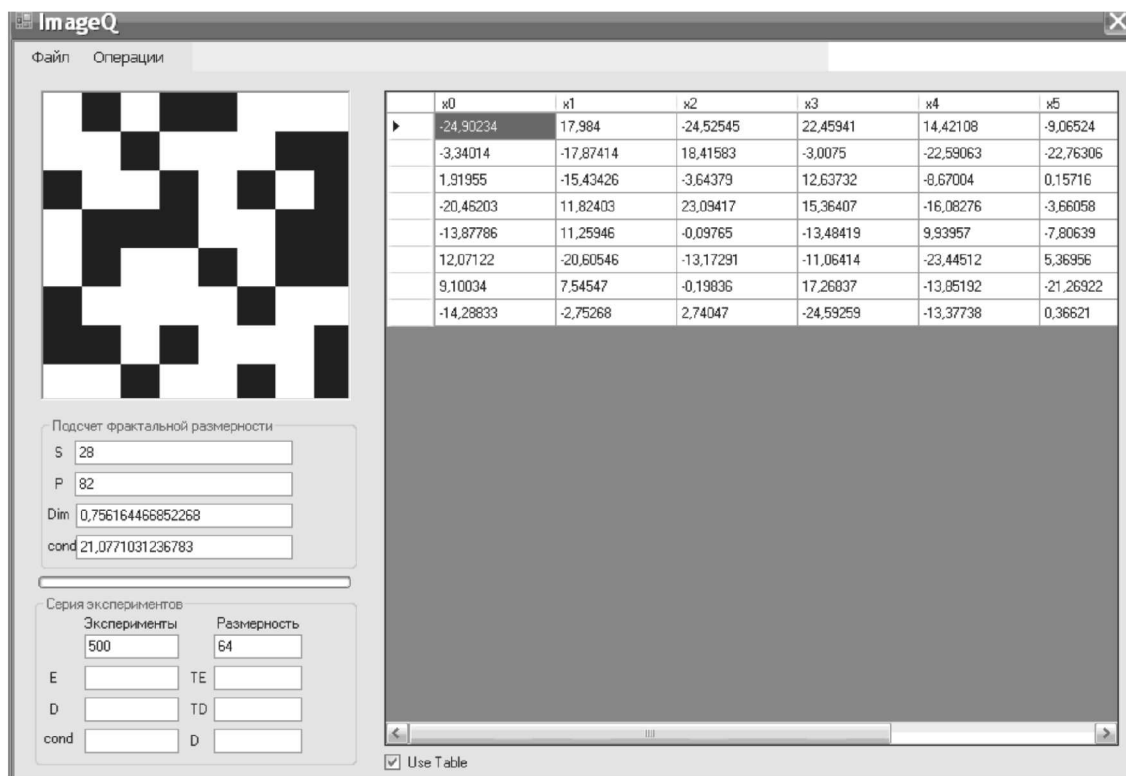 ImageQ
Файл Операции
x0 x1 x2 x3 x4 x5
-24,90234 17,984 -24,52545 22,45941 14,42108 -9,06524
-3,34014 -17,87414 18,41583 -3,0075 -22,59063 -22,76306
1,91955 -15,43426 -3,64379 12,63732 -8,67004 0,15716
-20,46203 11,82403 23,09417 15,36407 -16,08276 -3,66058
-13,87786 11,25946 -0,09765 -13,48419 9,93957 -7,80639
12,07122 -20,60546 -13,17291 -11,06414 -23,44512 5,36956
9,10034 7,54547 -0,19836 17,26837 -13,85192 -21,26922
-14,28833 -2,75268 2,74047 -24,59259 -13,37738 0,36621
Подсчет фрактальной размерности
S 28
P 82
Dim 0,756164466852268
cond 21,0771031236783
Серия экспериментов
Эксперименты Размерность
500 64
E TE
D TD
cond D
Use Table